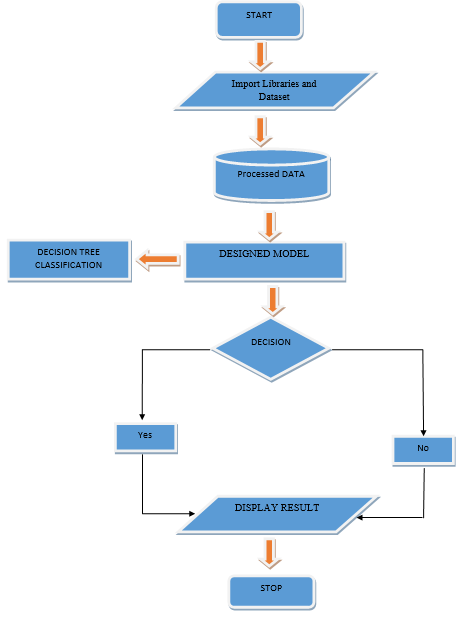 START
Import Libraries and
Dataset
Processed DATA
DESIGNED MODEL
DECISION TREE
CLASSIFICATION
DECISION
Yes
No
DISPLAY RESULT
STOP